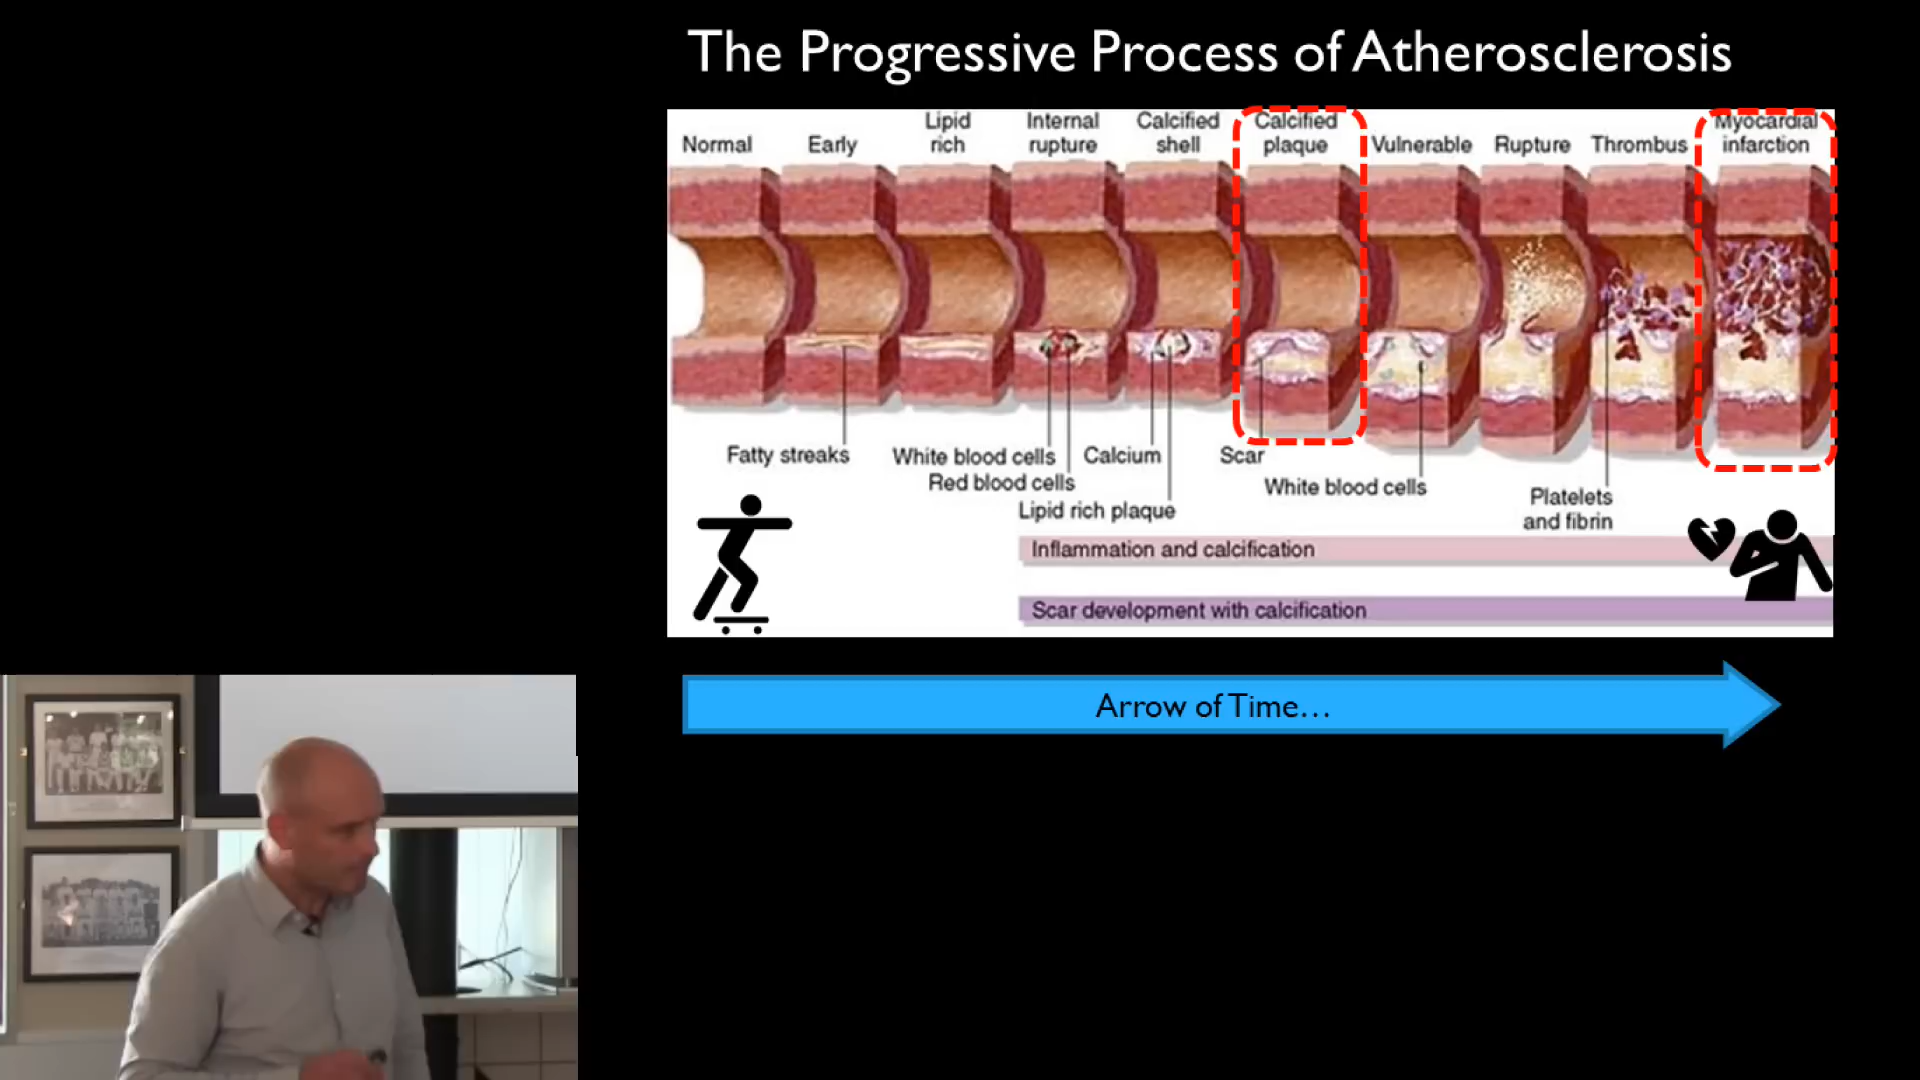 The Progressive Process of Atherosclerosis
Normal
Early
Lipid
rich
Internal
rupture
Calcified
shell
Calcified
plaque
Vulnerable
Rupture
Thrombus
Myocardial
infarction
Fatty streaks
White blood cells
Red blood cells
Calcium
Lipid rich plaque
Scar
White blood cells
Platelets
and fibrin
Inflammation and calcification
Scar development with calcification
Arrow of Time...